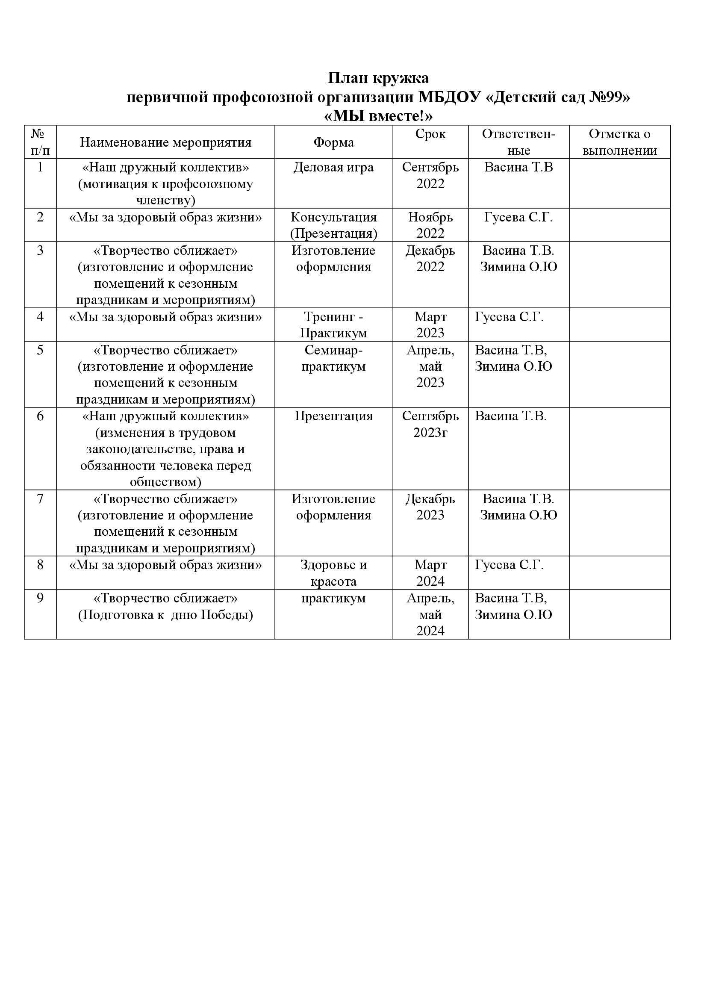 План кружка
первичной профсоюзной организации МБДОУ «Детский сад №99»
«МЫ вместе!»
№
п/п
Наименование мероприятия
Форма
Срок
Ответствен-
ные
Отметка о
выполнении
1
«Наш дружный коллектив»
(мотивация к профсоюзному
членству)
Деловая игра
Сентябрь
2022
Васина Т.В
2
«Мы за здоровый образ жизни»
Консультация
(Презентация)
Ноябрь
2022
Гусева С.Г.
3
«Творчество сближает»
(изготовление и оформление
помещений к сезонным
праздникам и мероприятиям)
Изготовление
оформления
Декабрь
2022
Васина Т.В.
Зимина О.Ю
4
«Мы за здоровый образ жизни»
Тренинг -
Практикум
Март
2023
Гусева С.Г.
5
«Творчество сближает»
(изготовление и оформление
помещений к сезонным
праздникам и мероприятиям)
Семинар-
практикум
Апрель,
май
2023
Васина Т.В,
Зимина О.Ю
6
«Наш дружный коллектив»
(изменения в трудовом
законодательстве, права и
обязанности человека перед
обществом)
Презентация
Сентябрь
2023г
Васина Т.В.
7
«Творчество сближает»
(изготовление и оформление
помещений к сезонным
праздникам и мероприятиям)
Изготовление
оформления
Декабрь
2023
Васина Т.В.
Зимина О.Ю
8
«Мы за здоровый образ жизни»
Здоровье и
красота
Март
2024
Гусева С.Г.
9
«Творчество сближает»
(Подготовка к  дню Победы)
практикум
Апрель,
май
2024
Васина Т.В,
Зимина О.Ю